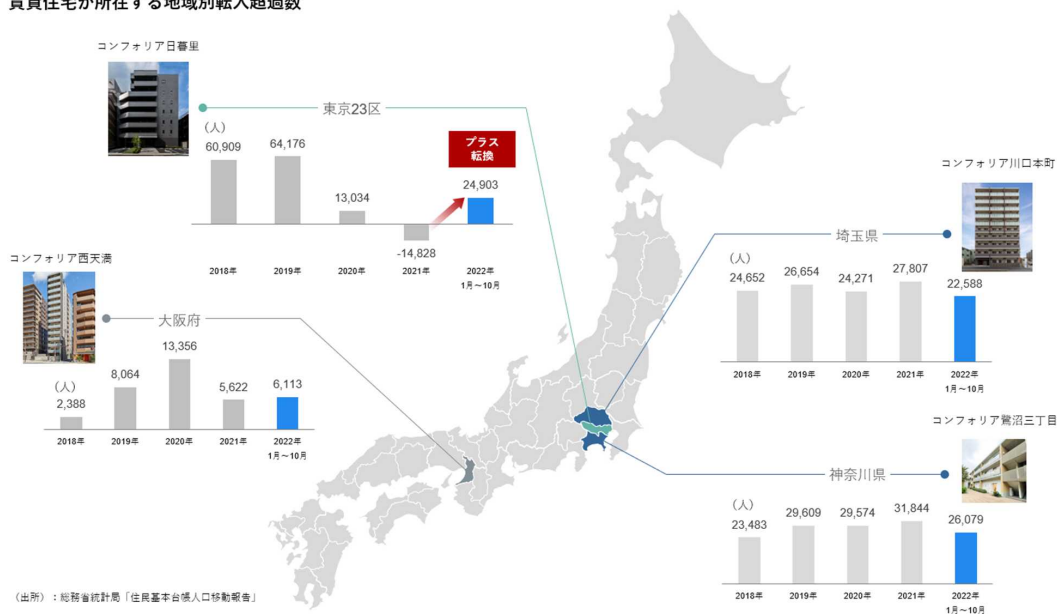 賃貸住宅が所在する地域別転入超過数
コンフォリア日暮里
東京23区
(人)
60,909
64,176
13,034
-14,828
24,903
プラス
転換
2018年
2019年
2020年
2021年
2022年
1月～10月
コンフォリア西天満
大阪府
(人)
2,388
8,064
13,356
5,622
6,113
2018年
2019年
2020年
2021年
2022年
1月～10月
コンフォリア川口本町
埼玉県
(人)
24,652
26,654
24,271
27,807
22,588
2018年
2019年
2020年
2021年
2022年
1月～10月
コンフォリア鷺沼三丁目
神奈川県
(人)
23,483
29,609
29,574
31,844
26,079
2018年
2019年
2020年
2021年
2022年
1月～10月
（出所）：総務省統計局「住民基本台帳人口移動報告」